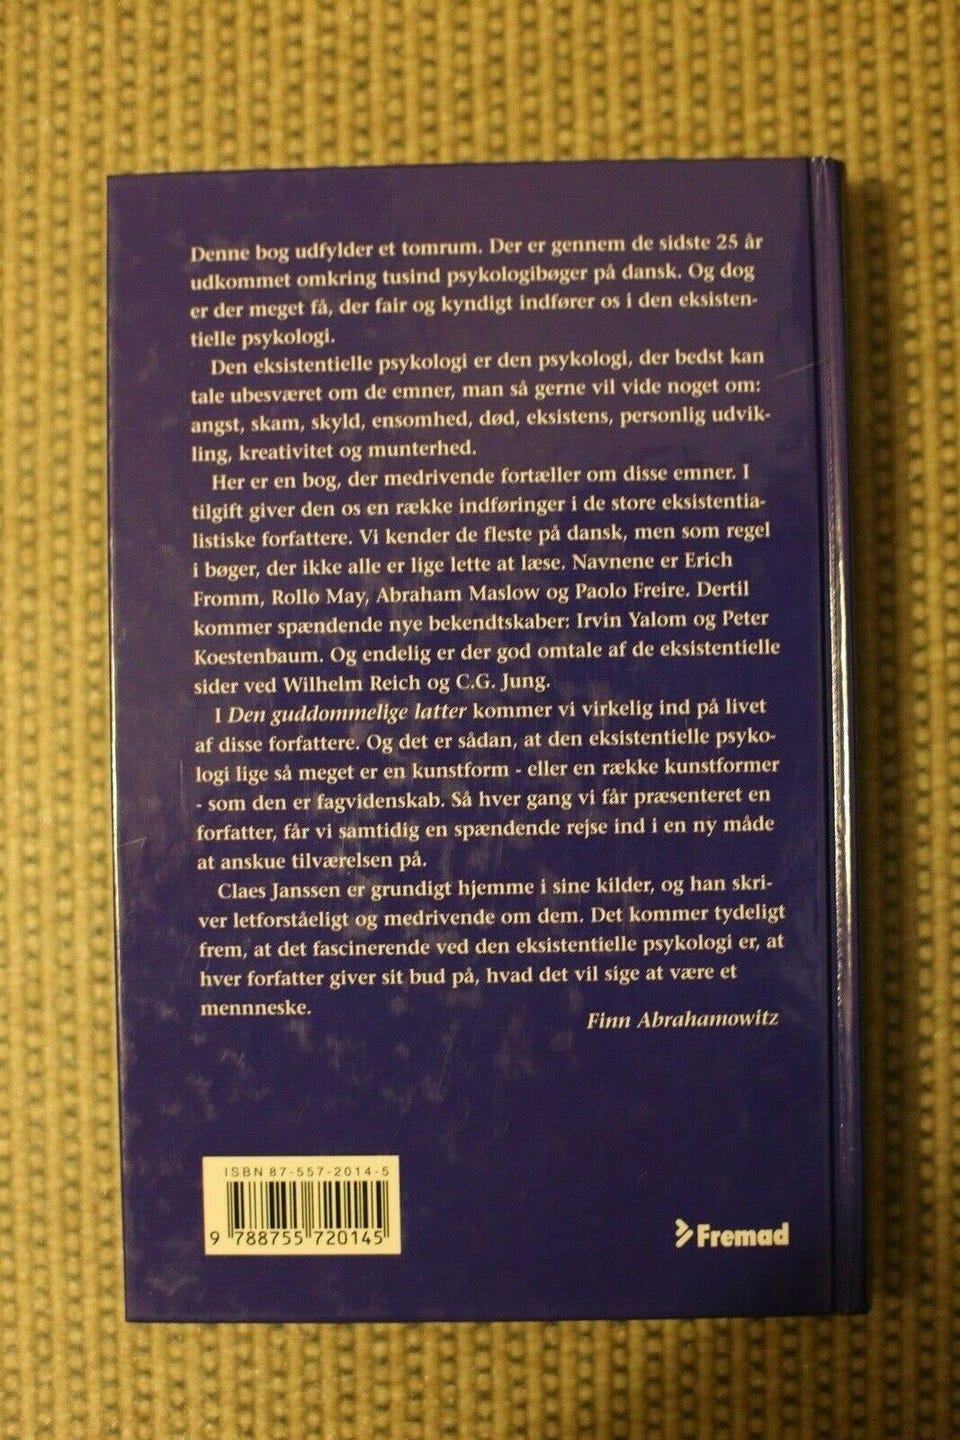 Denne bog udfylder et tomrum. Der er gennem de sidste 25 år
udkommet omkring tusind psykologibøger på dansk. Og dog
er der meget få, der fair og kyndigt indfører os i den eksisten-
tielle psykologi.
Den eksistentielle psykologi er den psykologi, der bedst kan
tale ubesværet om de emner, man så gerne vil vide noget om:
angst, skam, skyld, ensomhed, død, eksistens, personlig udvik-
ling, kreativitet og munterhed.
Her er en bog, der medrivende fortæller om disse emner. I
tilgift giver den os en række indføringer i de store eksistentia-
listiske forfattere. Vi kender de fleste på dansk, men som regel
i bøger, der ikke alle er lige lette at læse. Navnene er Erich
Fromm, Rollo May, Abraham Maslow og Paolo Freire. Dertil
kommer spændende nye bekendtskaber: Irvin Yalom og Peter
Koestenbaum. Og endelig er der god omtale af de eksistentielle
sider ved Wilhelm Reich og C.G. Jung.
I Den guddommelige latter kommer vi virkelig ind på livet
af disse forfattere. Og det er sådan, at den eksistentielle psyko-
logi lige så meget er en kunstform - eller en række kunstformer
- som den er fagvidenskab. Så hver gang vi får præsenteret en
forfatter, får vi samtidig en spændende rejse ind i en ny måde
at anskue tilværelsen på.
Claes Janssen er grundigt hjemme i sine kilder, og han skri-
ver letforståeligt og medrivende om dem. Det kommer tydeligt
frem, at det fascinerende ved den eksistentielle psykologi er, at
hver forfatter giver sit bud på, hvad det vil sige at være et
mennneske.
Finn Abrahamowitz
ISBN 87-557-2014-5
9 788755 720145
Fremad